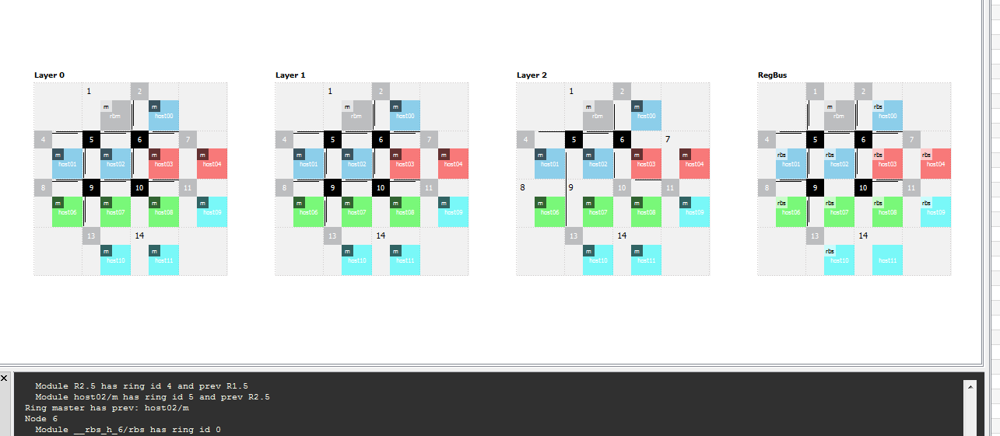 Layer 0 Layer 1 Layer 2 RegBus
1 2 1 2 1 2 1 2
m m m m m m m rbs
rbm host00 rbm host00 rbm host00 rbm host00
4 5 6 7 4 5 6 7 4 5 6 7 4 5 6 7
m m m m m m m m m m m m rbs rbs rbs rbs
host01 host02 host03 host04 host01 host02 host03 host04 host01 host02 host03 host04 host01 host02 host03 host04
8 9 10 11 8 9 10 11 8 9 10 11 8 9 10 11
m m m m m m m m m m m m rbs rbs rbs rbs
host06 host07 host08 host09 host06 host07 host08 host09 host06 host07 host08 host09 host06 host07 host08 host09
13 14 13 14 13 14 13 14
m m m m m m rbs
host10 host11 host10 host11 host10 host11 host10 host11
Module R2.5 has ring id 4 and prev R1.5
Module host02/m has ring id 5 and prev R2.5
Ring master has prev: host02/m
Node 6
Module __rbs_h_6/rbs has ring id 0